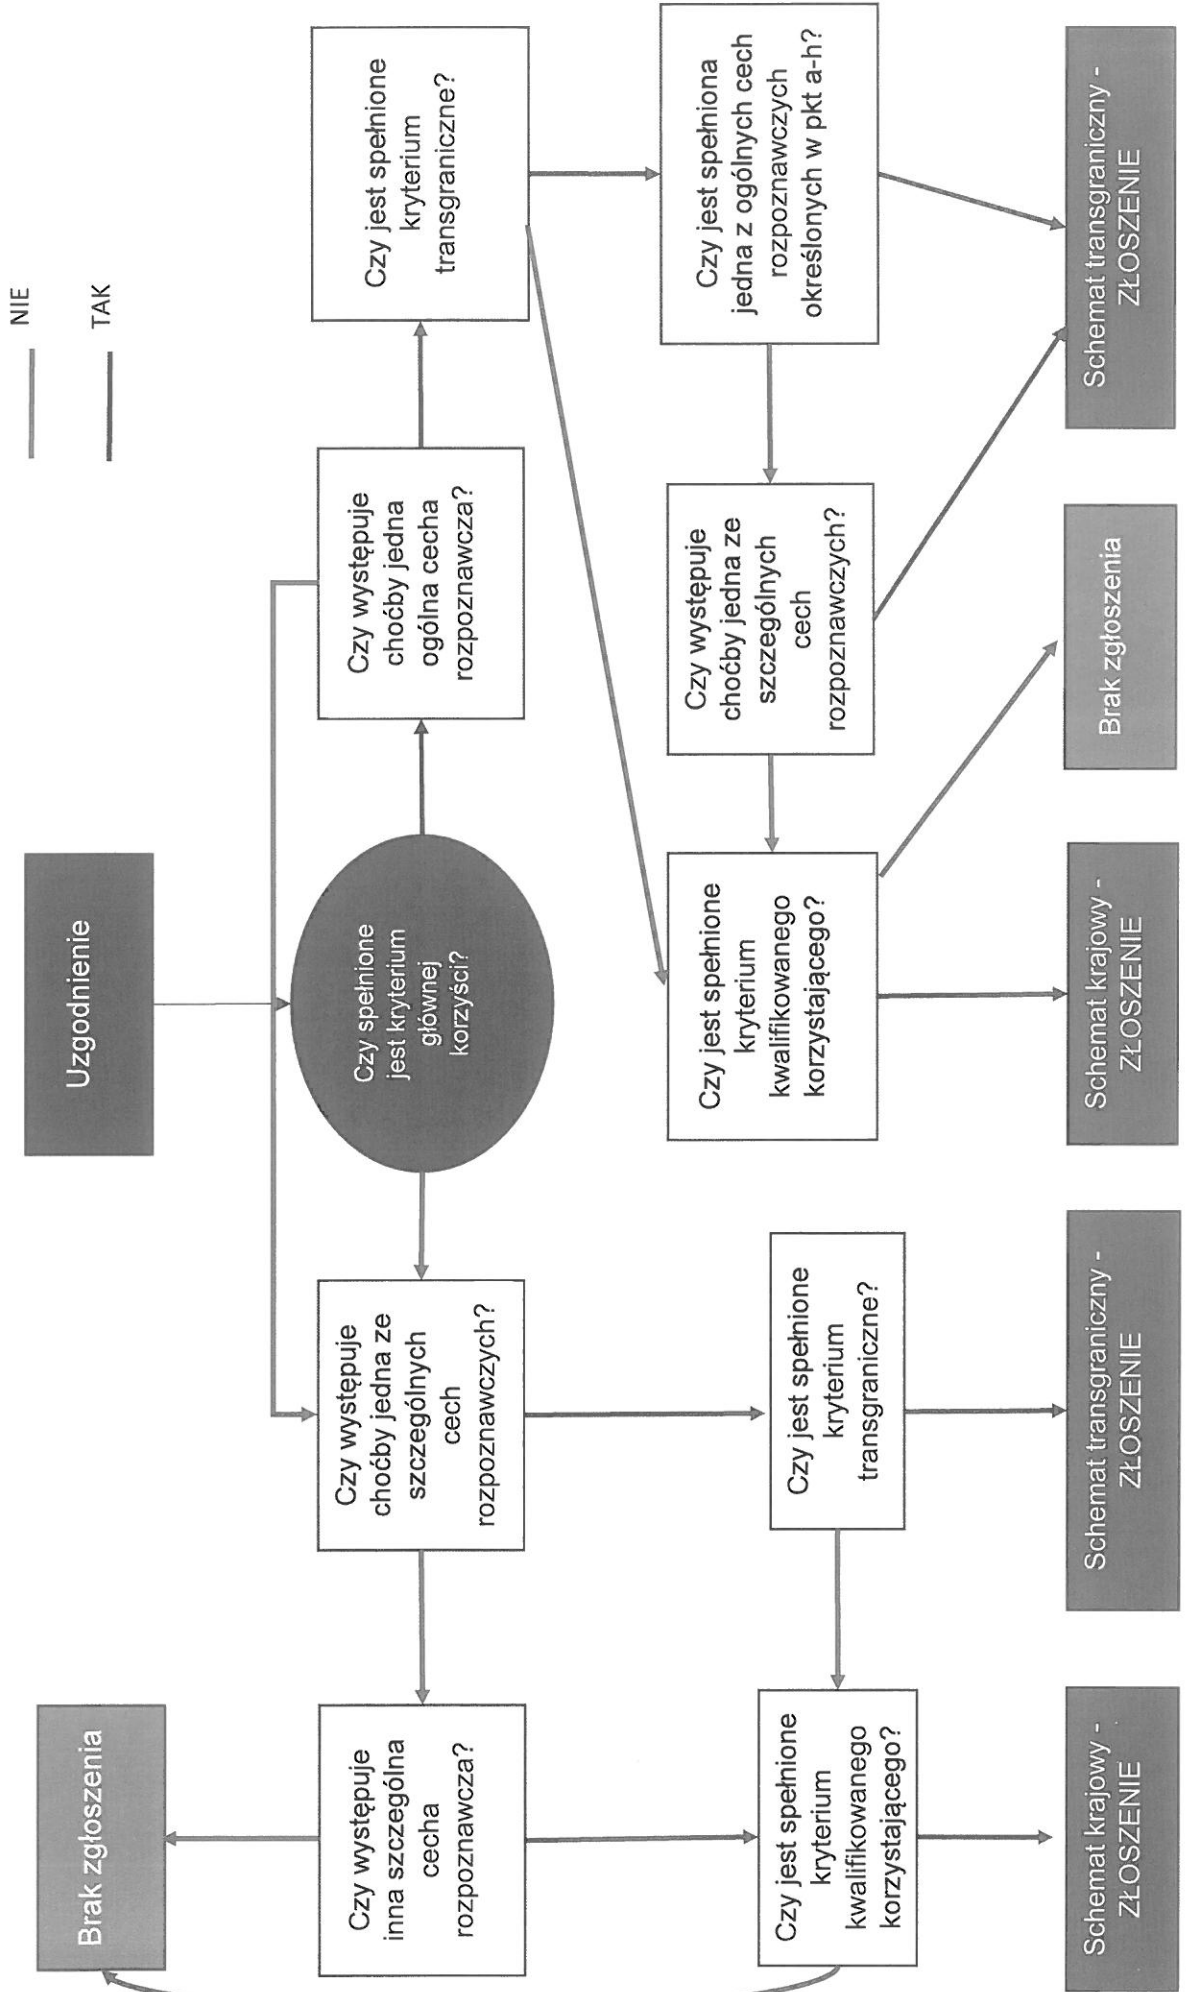 Brak zgłoszenia
Uzgodnienie
NIE
TAK
Czy występuje
inna szczególna
cecha
rozpoznawcza?
Czy występuje
choćby jedna ze
szczególnych
cech
rozpoznawczych?
Czy spełnione
jest kryterium
głównej
korzyści?
Czy występuje
choćby jedna
ogólna cecha
rozpoznawcza?
Czy jest spełnione
kryterium
transgraniczne?
Czy jest spełnione
kryterium
kwalifikowanego
korzystającego?
Czy jest spełnione
kryterium
transgraniczne?
Czy jest spełnione
kryterium
kwalifikowanego
korzystającego?
Czy występuje
choćby jedna ze
szczególnych
cech
rozpoznawczych?
Czy jest spełniona
jedna z ogólnych cech
rozpoznawczych
określonych w pkt a-h?
Schemat krajowy -
ZŁOSZENIE
Schemat transgraniczny -
ZŁOSZENIE
Schemat krajowy -
ZŁOSZENIE
Brak zgłoszenia
Schemat transgraniczny -
ZŁOSZENIE